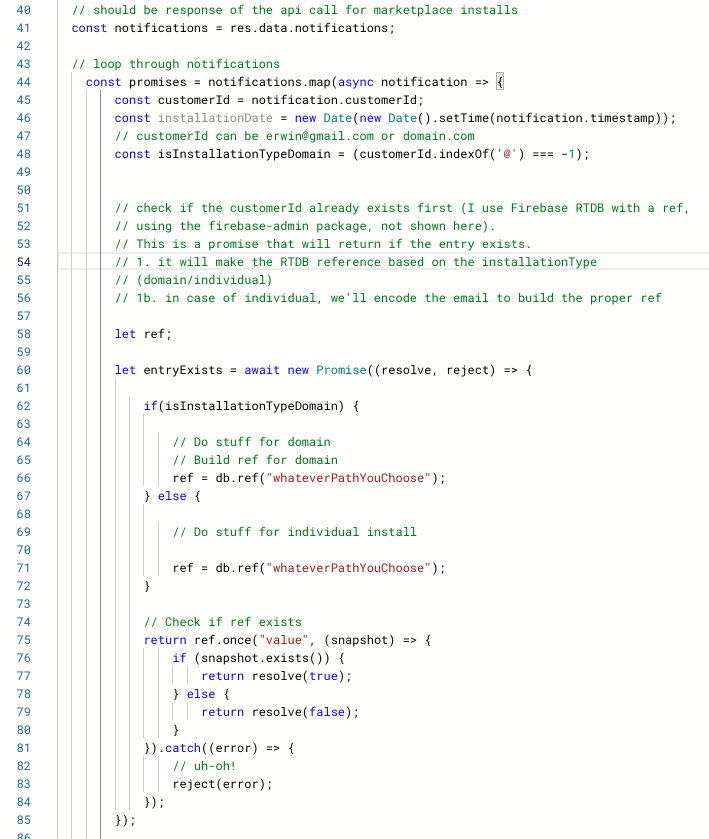 40 // should be response of the api call for marketplace installs
41 const notifications = res.data.notifications;
42
43 // loop through notifications
44 const promises = notifications.map(async notification => {
45 const customerId = notification.customerId;
46 const installationDate = new Date(new Date().setTime(notification.timestamp));
47 // customerId can be erwin@gmail.com or domain.com
48 const isInstallationTypeDomain = (customerId.indexOf('@') === -1);
49
50
51 // check if the customerId already exists first (I use Firebase RTDB with a ref,
52 // using the firebase-admin package, not shown here).
53 // This is a promise that will return if the entry exists.
54 // 1. it will make the RTDB reference based on the installationType
55 // (domain/individual)
56 // 1b. in case of individual, we'll encode the email to build the proper ref
57
58 let ref;
59
60 let entryExists = await new Promise((resolve, reject) => {
61
62 if(isInstallationTypeDomain) {
63
64 // Do stuff for domain
65 // Build ref for domain
66 ref = db.ref("whateverPathYouChoose");
67 } else {
68
69 // Do stuff for individual install
70
71 ref = db.ref("whateverPathYouChoose");
72 }
73
74 // Check if ref exists
75 return ref.once("value", (snapshot) => {
76 if (snapshot.exists()) {
77 return resolve(true);
78 } else {
79 return resolve(false);
80 }
81 }).catch((error) => {
82 // uh-oh!
83 reject(error);
84 });
85 });
86